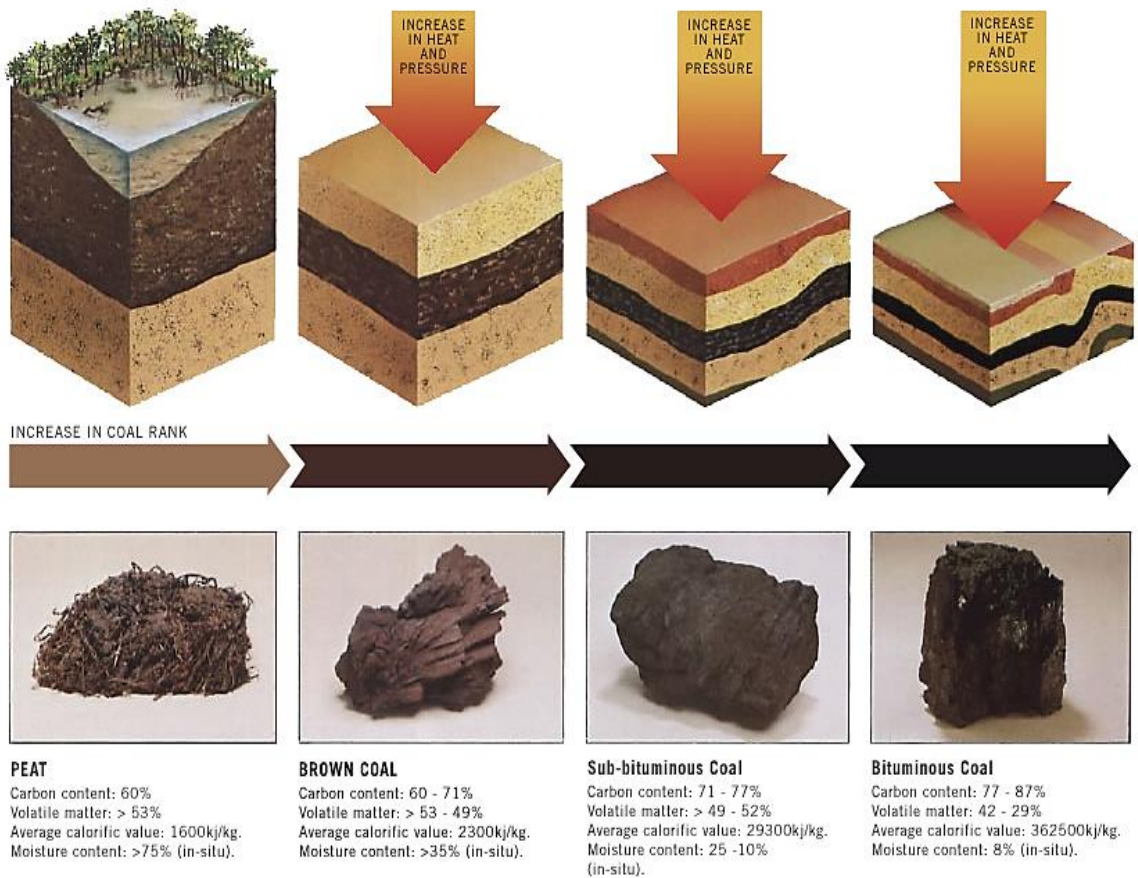 INCREASE
IN HEAT
AND
PRESSURE
INCREASE
IN HEAT
AND
PRESSURE
INCREASE
IN HEAT
AND
PRESSURE
INCREASE IN COAL RANK
PEAT
Carbon content: 60%
Volatile matter: > 53%
Average calorific value: 1600kj/kg.
Moisture content: >75% (in-situ).
BROWN COAL
Carbon content: 60 - 71%
Volatile matter: > 53 - 49%
Average calorific value: 2300kj/kg.
Moisture content: >35% (in-situ).
Sub-bituminous Coal
Carbon content: 71 - 77%
Volatile matter: > 49 - 52%
Average calorific value: 29300kj/kg.
Moisture content: 25 -10%
(in-situ).
Bituminous Coal
Carbon content: 77 - 87%
Volatile matter: 42 - 29%
Average calorific value: 362500kj/kg.
Moisture content: 8% (in-situ).